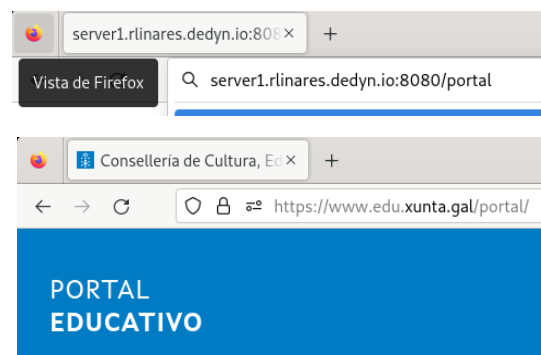 server1.rlinares.dedyn.io:808
Vista de Firefox
server1.rlinares.dedyn.io:8080/portal
Consellería de Cultura, Ed
https://www.edu.xunta.gal/portal/
PORTAL
EDUCATIVO